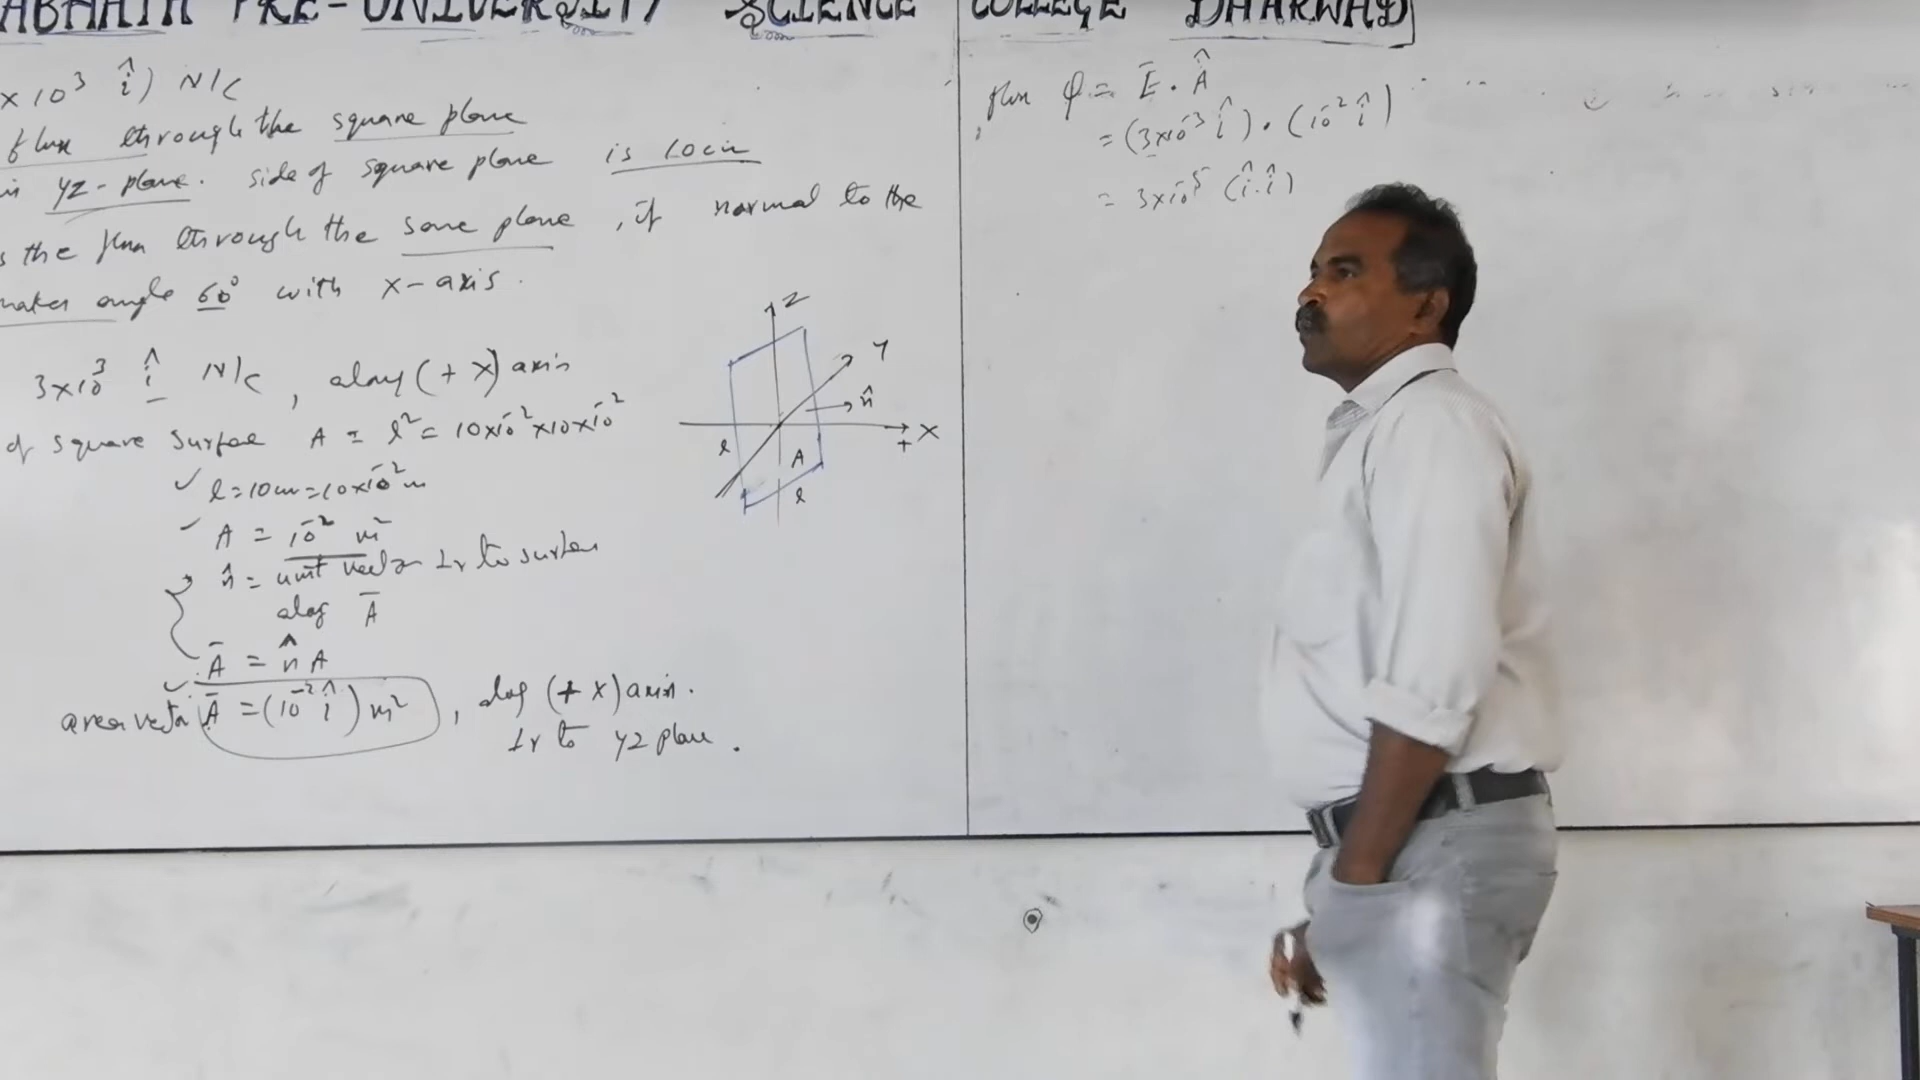 ABHATH PRE-UNIVERSITY SCIENCE COLLEGE DHARWAD
×10³ î) N/C
flux through the square plane
in yz-plane. side of square plane is 10cm
s the flux through the same plane, if normal to the
makes angle 60° with x-axis.
3×10³ î N/C, along (+x) axis
of square surface A = l² = 10×10⁻²×10×10⁻²
✓ l=10cm=10×10⁻²m
✓ A = 10⁻² m²
n̂ = unit vector ⊥r to surface
along Ā
Ā = n̂ A
✓ area vector Ā = (10⁻² î) m², along (+x) axis.
⊥r to yz plane.
Z
Y
n̂
X
+
l
A
l
flux φ = Ē . Â
= (3×10⁻³ î) . (10⁻² î)
= 3×10⁻⁵ (î.î)